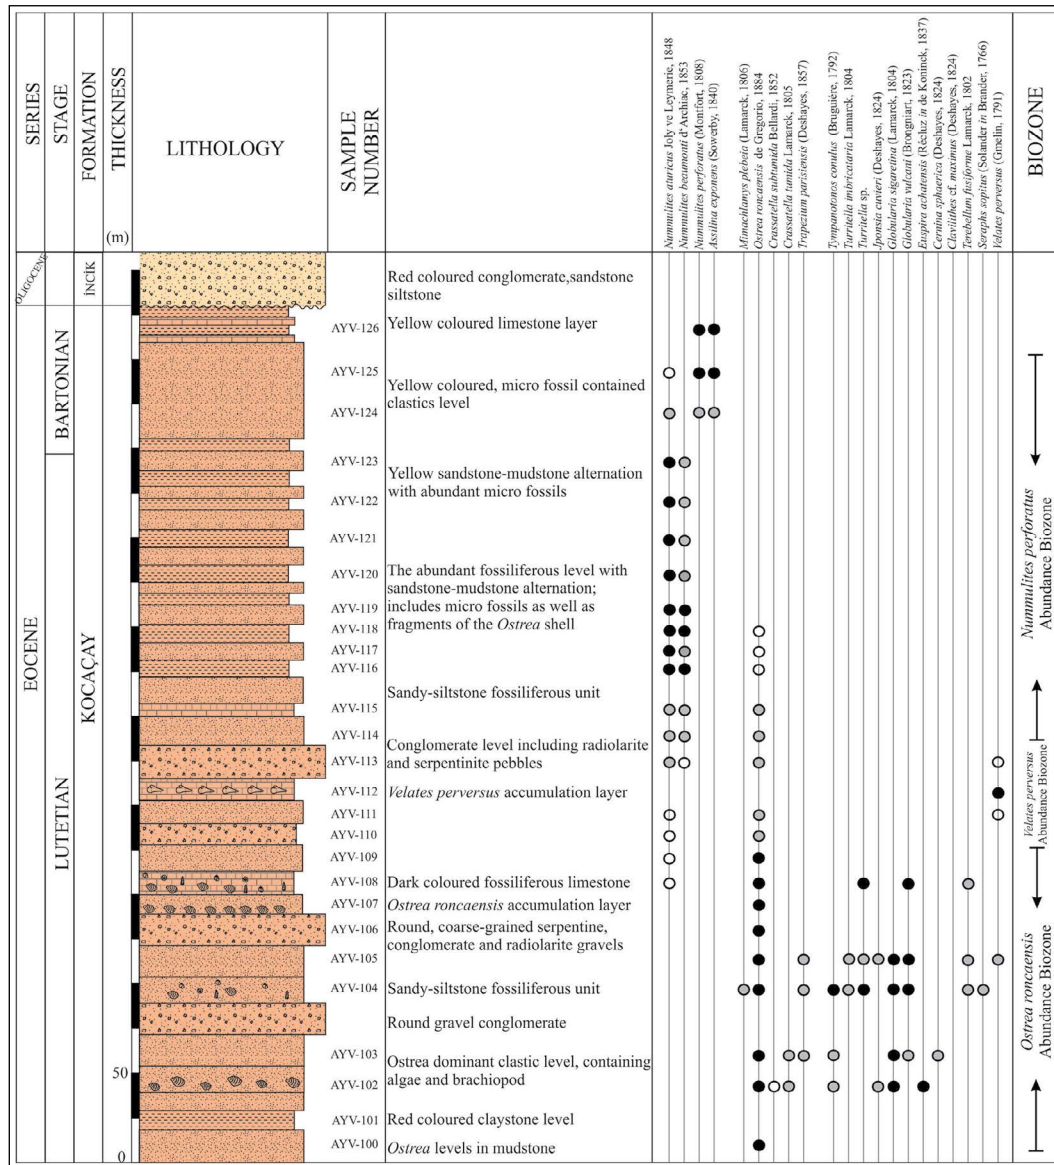 SERIES
STAGE
FORMATION
THICKNESS
(m)
LITHOLOGY
SAMPLE
NUMBER
Nummulites aturicus Joly ve Leymerie, 1848
Nummulites beaumonti d'Archiac, 1853
Nummulites perforatus (Montfort, 1808)
Assilina exponens (Sowerby, 1840)
Mimachlamys plebeia (Lamarck, 1806)
Ostrea roncaensis de Gregorio, 1884
Crassatella subtumida Bellardi, 1852
Crassatella tumida Lamarck, 1805
Trapezium parisiensis (Deshayes, 1857)
Tympanotonos conulus (Bruguière, 1792)
Turritella imbricataria Lamarck, 1804
Turritella sp.
Jponsia cuvieri (Deshayes, 1824)
Globularia sigaretina (Lamarck, 1804)
Globularia vulcani (Brongniart, 1823)
Euspira achatensis (Récluz in de Koninck, 1837)
Cernina sphaerica (Deshayes, 1824)
Clavilithes cf. maximus (Deshayes, 1824)
Terebellum fusiforme Lamarck, 1802
Seraphs sopitus (Solander in Brander, 1766)
Velates perversus (Gmelin, 1791)
BIOZONE
OLIGOCENE
İNCİK
Red coloured conglomerate,sandstone
siltstone
EOCENE
BARTONIAN
LUTETIAN
KOCAÇAY
AYV-126
Yellow coloured limestone layer
AYV-125
Yellow coloured, micro fossil contained
clastics level
AYV-124
AYV-123
Yellow sandstone-mudstone alternation
with abundant micro fossils
AYV-122
AYV-121
AYV-120
The abundant fossiliferous level with
sandstone-mudstone alternation;
includes micro fossils as well as
fragments of the Ostrea shell
AYV-119
AYV-118
AYV-117
AYV-116
Sandy-siltstone fossiliferous unit
AYV-115
AYV-114
Conglomerate level including radiolarite
and serpentinite pebbles
AYV-113
AYV-112
Velates perversus accumulation layer
AYV-111
AYV-110
AYV-109
AYV-108
Dark coloured fossiliferous limestone
AYV-107
Ostrea roncaensis accumulation layer
AYV-106
Round, coarse-grained serpentine,
conglomerate and radiolarite gravels
AYV-105
AYV-104
Sandy-siltstone fossiliferous unit
Round gravel conglomerate
AYV-103
Ostrea dominant clastic level, containing
algae and brachiopod
50
AYV-102
AYV-101
Red coloured claystone level
AYV-100
Ostrea levels in mudstone
0
Nummulites perforatus
Abundance Biozone
Velates perversus
Abundance Biozone
Ostrea roncaensis
Abundance Biozone